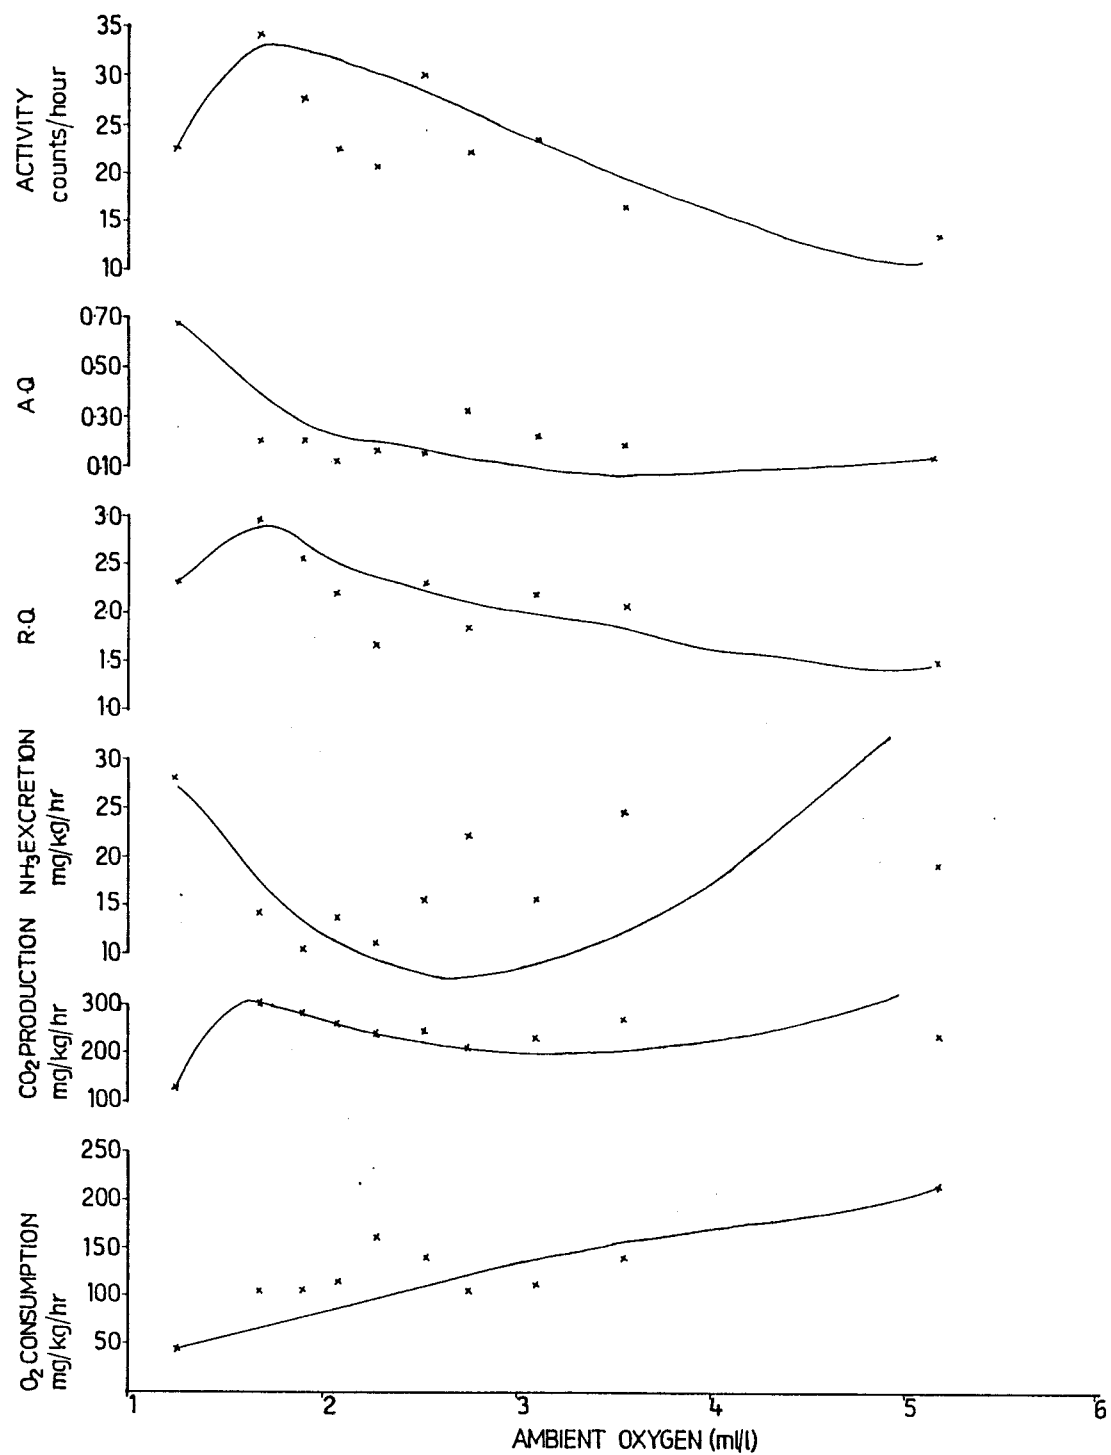 ACTIVITY
counts/hour
35
30
25
20
15
10
A·Q
0·70
0·50
0·30
0·10
R·Q
3·0
2·5
2·0
1·5
1·0
NH₃ EXCRETION
mg/kg/hr
30
25
20
15
10
CO₂ PRODUCTION
mg/kg/hr
300
200
100
O₂ CONSUMPTION
mg/kg/hr
250
200
150
100
50
1 2 3 4 5 6
AMBIENT OXYGEN (ml/l)